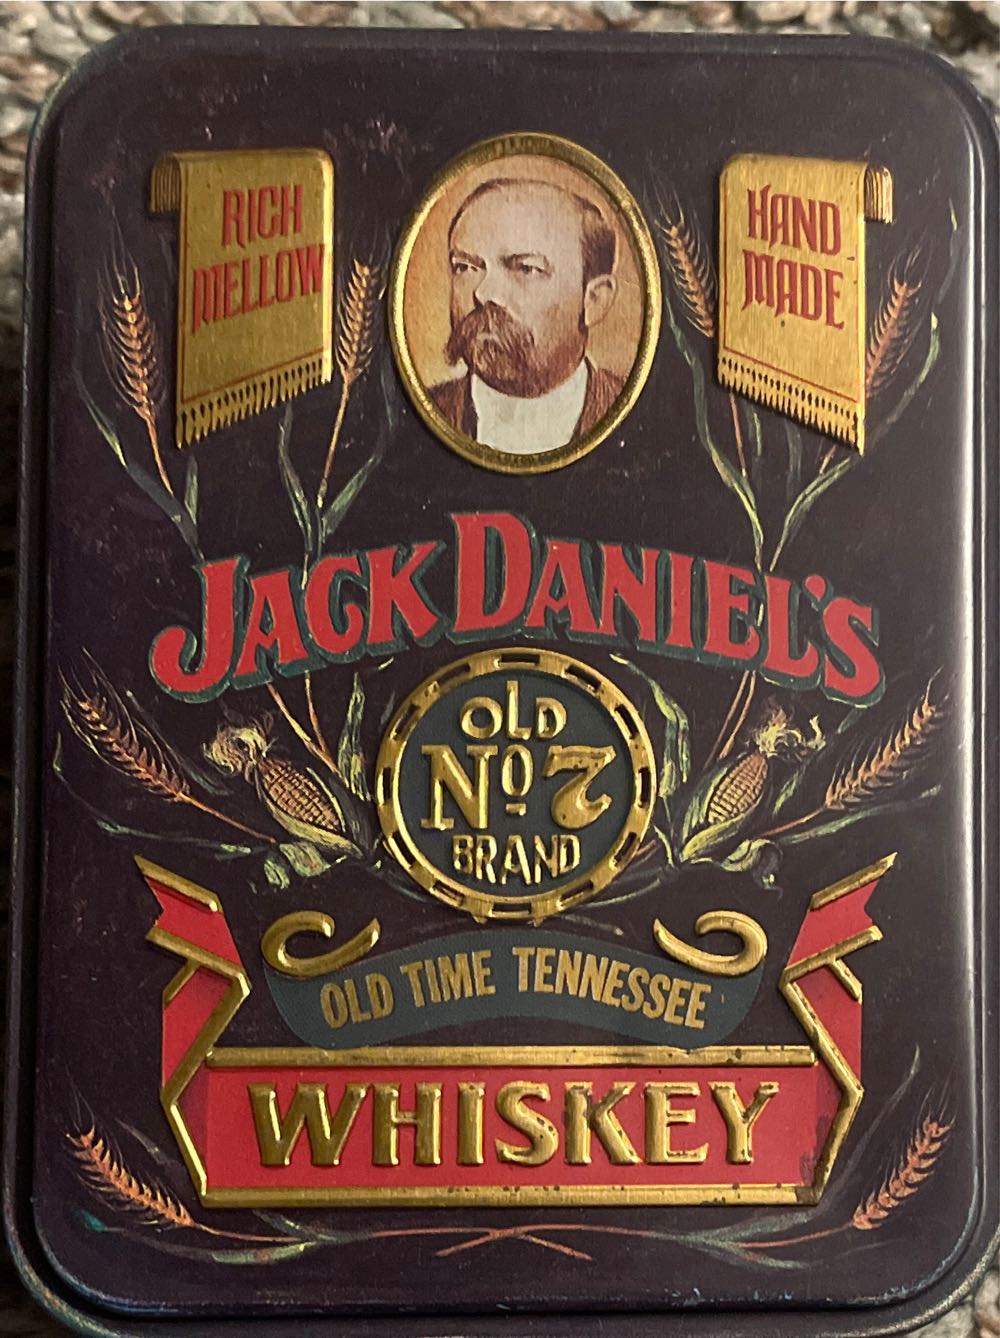 RICH
MELLOW
HAND
MADE
JACK DANIEL'S
OLD
Nº 7
BRAND
OLD TIME TENNESSEE
WHISKEY